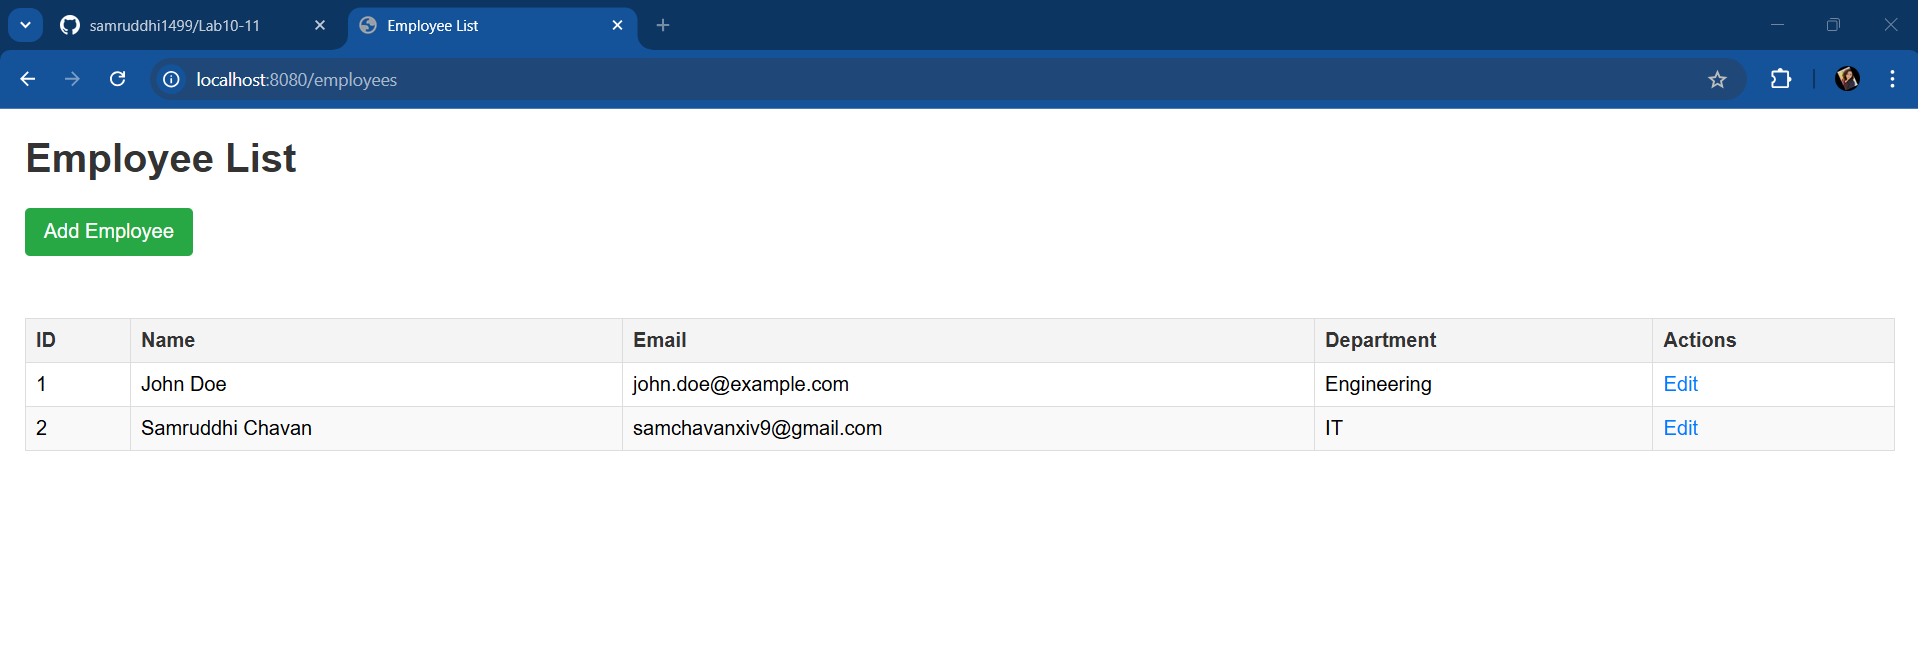 samruddhi1499/Lab10-11
Employee List
localhost:8080/employees
Employee List
Add Employee
ID Name Email Department Actions
1 John Doe john.doe@example.com Engineering Edit
2 Samruddhi Chavan samchavanxiv9@gmail.com IT Edit